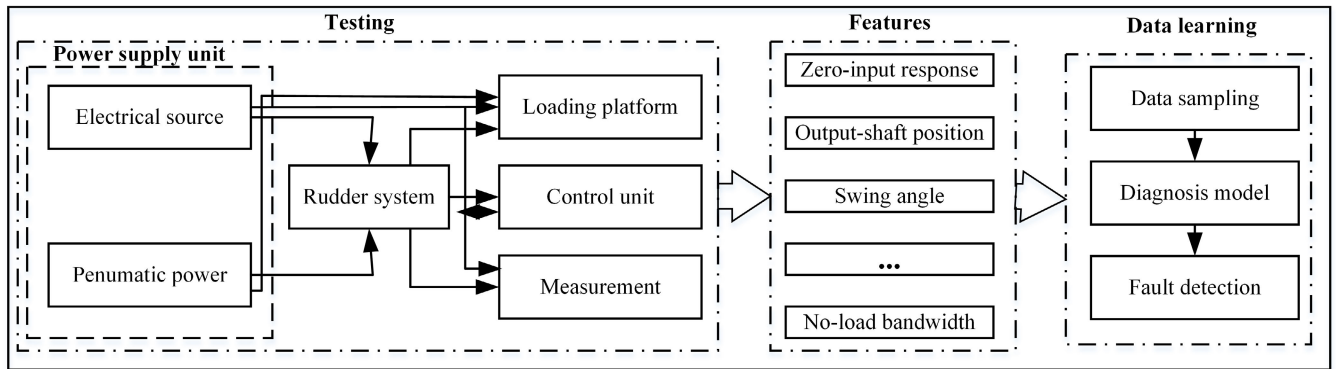 Testing
Features
Data learning
Power supply unit
Electrical source
Penumatic power
Rudder system
Loading platform
Control unit
Measurement
Zero-input response
Output-shaft position
Swing angle
...
No-load bandwidth
Data sampling
Diagnosis model
Fault detection